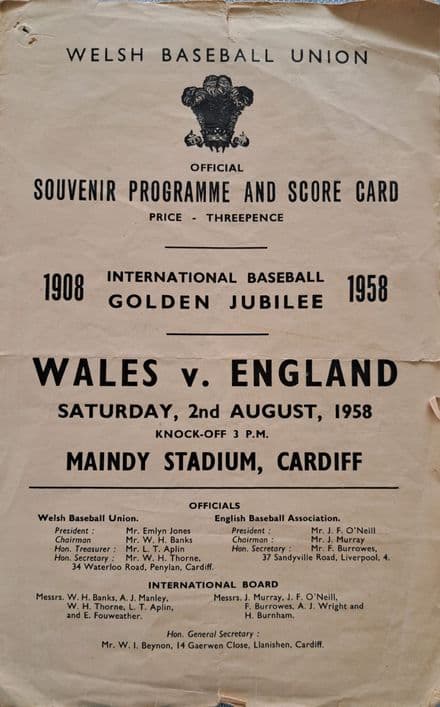 WELSH BASEBALL UNION
OFFICIAL
SOUVENIR PROGRAMME AND SCORE CARD
PRICE - THREEPENCE
1908 INTERNATIONAL BASEBALL GOLDEN JUBILEE 1958
WALES v. ENGLAND
SATURDAY, 2nd AUGUST, 1958
KNOCK-OFF 3 P.M.
MAINDY STADIUM, CARDIFF
OFFICIALS
Welsh Baseball Union.
President : Mr. Emlyn Jones
Chairman Mr. W. H. Banks
Hon. Treasurer : Mr. L. T. Aplin
Hon. Secretary : Mr. W. H. Thorne,
34 Waterloo Road, Penylan, Cardiff.
English Baseball Association.
President : Mr. J. F. O'Neill
Chairman : Mr. J. Murray
Hon. Secretary : Mr. F. Burrowes,
37 Sandyville Road, Liverpool, 4.
INTERNATIONAL BOARD
Messrs. W. H. Banks, A. J. Manley,
W. H. Thorne, L. T. Aplin,
and E. Fouweather.
Messrs. J. Murray, J. F. O'Neill,
F. Burrowes, A. J. Wright and
H. Burnham.
Hon. General Secretary :
Mr. W. I. Beynon, 14 Gaerwen Close, Llanishen, Cardiff.